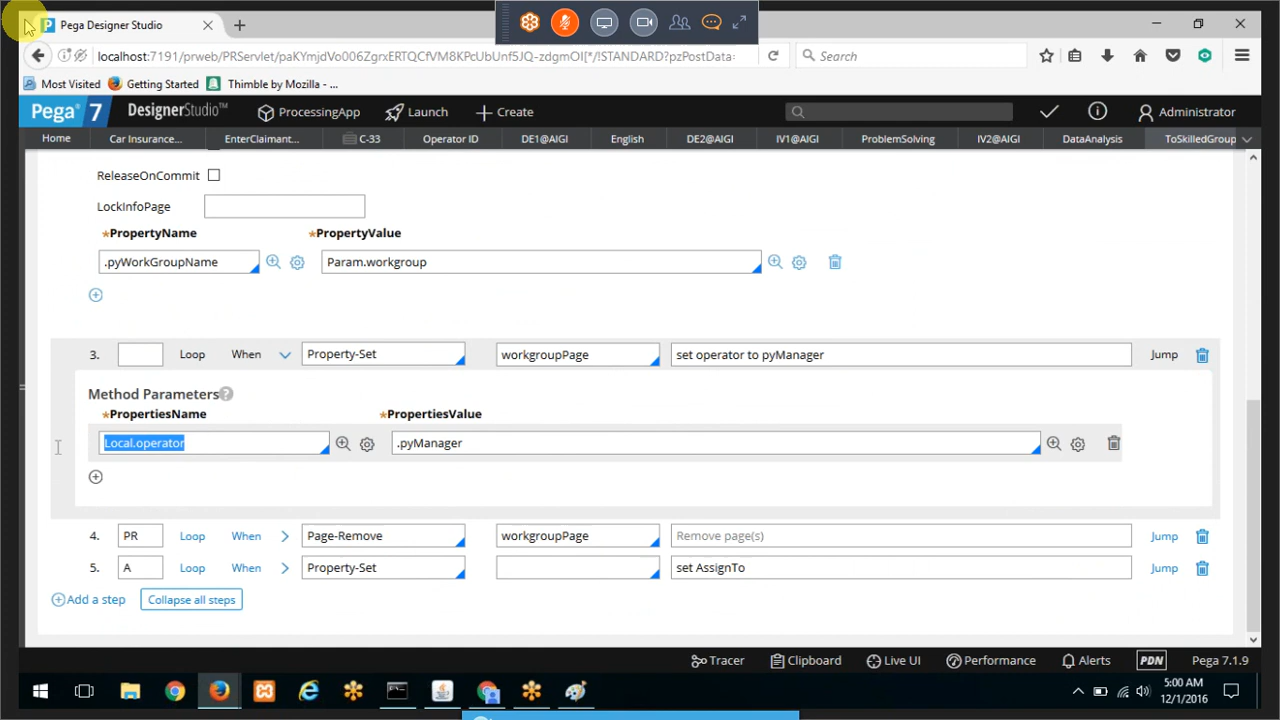 Pega Designer Studio
localhost:7191/prweb/PRServlet/paKYmjdVo006ZgrxERTQCYVM8KPcUbUnf5JQ-zdgmOI[*/!STANDARD?pzPostData:
Search
Most Visited Getting Started Thimble by Mozilla - ...
Pega 7 DesignerStudio™ ProcessingApp Launch Create Administrator
Home Car Insurance... EnterClaimant... C-33 Operator ID DE1@AIGI English DE2@AIGI IV1@AIGI ProblemSolving IV2@AIGI DataAnalysis ToSkilledGroup
ReleaseOnCommit
LockInfoPage
*PropertyName *PropertyValue
.pyWorkGroupName Param.workgroup
3. Loop When Property-Set workgroupPage set operator to pyManager Jump
Method Parameters ?
*PropertiesName *PropertiesValue
Local.operator .pyManager
4. PR Loop When Page-Remove workgroupPage Remove page(s) Jump
5. A Loop When Property-Set set AssignTo Jump
Add a step Collapse all steps
Tracer Clipboard Live UI Performance Alerts PDN Pega 7.1.9
5:00 AM
12/1/2016